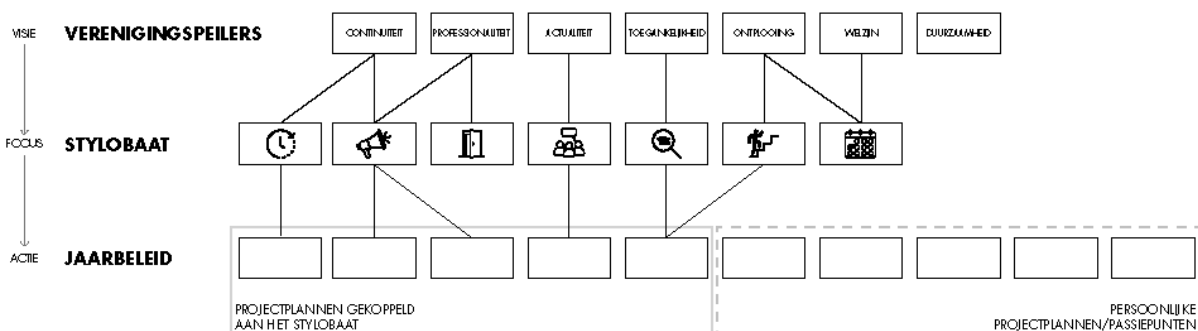 VISIE
VERENIGINGSPEILERS
CONTINUITEIT
PROFESSIONALITEIT
ACTUALITEIT
TOEGANKELIJKHEID
ONTPLOOIING
WELZIJN
DUURZAAMHEID
FOCUS
STYLOBAAT
ACTIE
JAARBELEID
PROJECTPLANNEN GEKOPPELD
AAN HET STYLOBAAT
PERSOONLIJKE
PROJECTPLANNEN/PASSIEPUNTEN